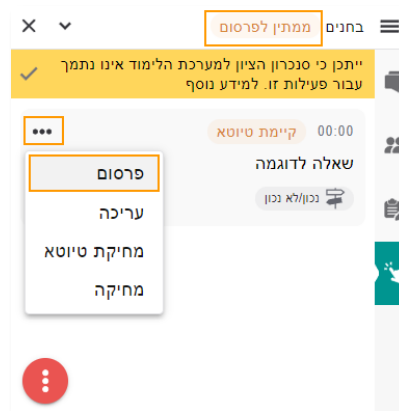 בחנים ממתין לפרסום
ייתכן כי סנכרון הציון למערכת הלימוד אינו נתמך
עבור פעילות זו. למידע נוסף
00:00 קיימת טיוטא
שאלה לדוגמה
נכון/לא נכון
פרסום
עריכה
מחיקת טיוטא
מחיקה